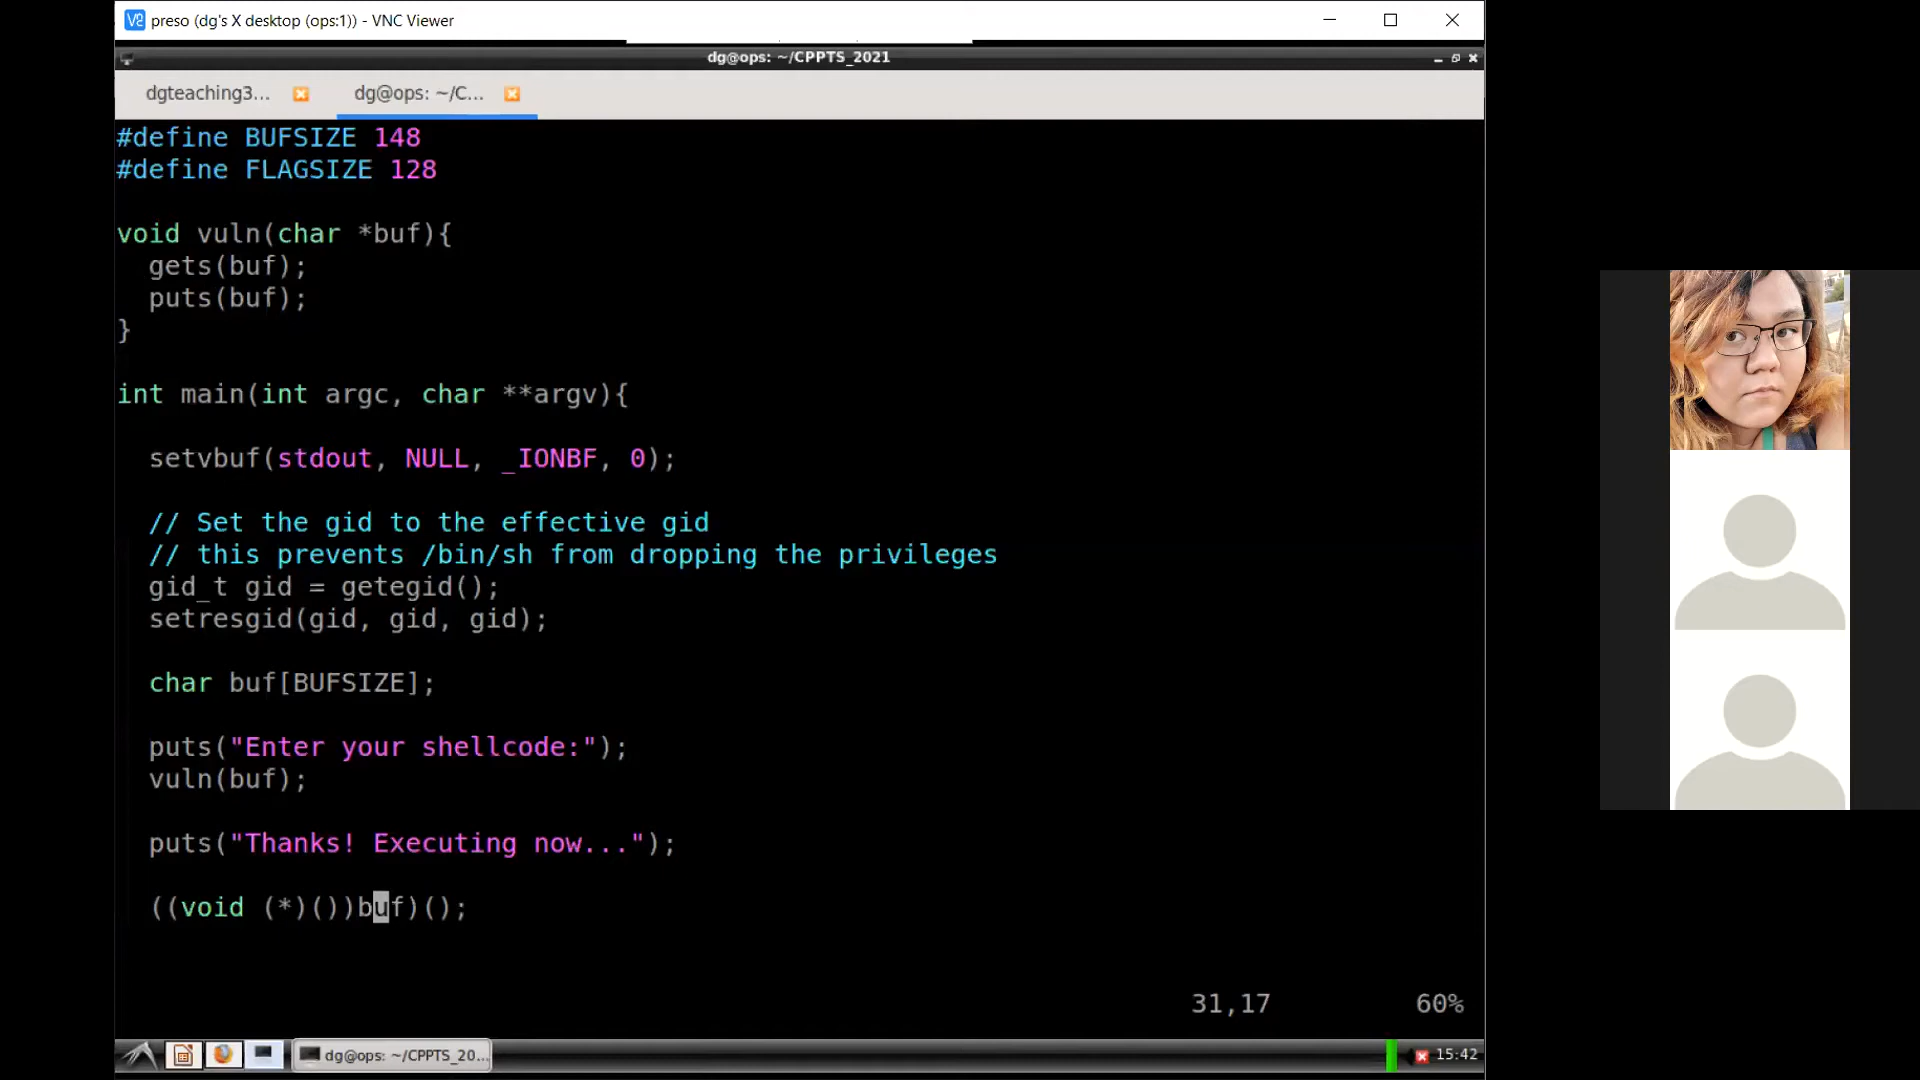 preso (dg's X desktop (ops:1)) - VNC Viewer
dg@ops: ~/CPPTS_2021
dgteaching3...
dg@ops: ~/C...
#define BUFSIZE 148
#define FLAGSIZE 128
void vuln(char *buf){
gets(buf);
puts(buf);
}
int main(int argc, char **argv){
setvbuf(stdout, NULL, _IONBF, 0);
// Set the gid to the effective gid
// this prevents /bin/sh from dropping the privileges
gid_t gid = getegid();
setresgid(gid, gid, gid);
char buf[BUFSIZE];
puts("Enter your shellcode:");
vuln(buf);
puts("Thanks! Executing now...");
((void (*)())buf)();
31,17 60%
dg@ops: ~/CPPTS_20...
15:42